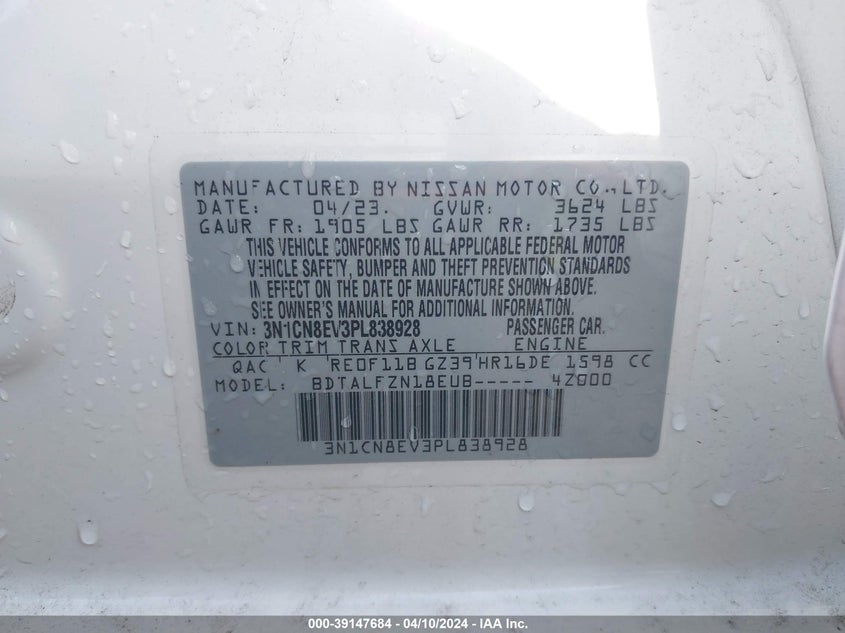 MANUFACTURED BY NISSAN MOTOR CO.,LTD.
DATE: 04/23. GVWR: 3624 LBS
GAWR FR: 1905 LBS GAWR RR: 1735 LBS
THIS VEHICLE CONFORMS TO ALL APPLICABLE FEDERAL MOTOR
VEHICLE SAFETY, BUMPER AND THEFT PREVENTION STANDARDS
IN EFFECT ON THE DATE OF MANUFACTURE SHOWN ABOVE.
SEE OWNER'S MANUAL FOR ADDITIONAL INFORMATION.
VIN: 3N1CN8EV3PL838928 PASSENGER CAR.
COLOR TRIM TRANS AXLE ENGINE
QAC K RE0F11B GZ39 HR16DE 1598 CC
MODEL: BDTALFZN18EUB----- 4Z000
3N1CN8EV3PL838928
000-39147684 - 04/10/2024 - IAA Inc.